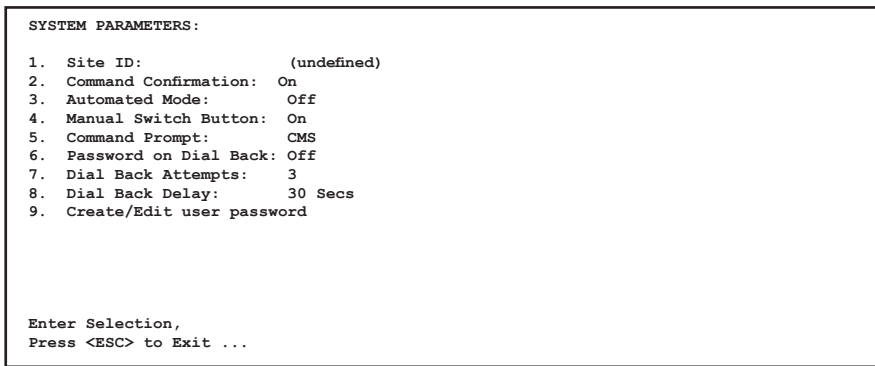 SYSTEM PARAMETERS:
1. Site ID: (undefined)
2. Command Confirmation: On
3. Automated Mode: Off
4. Manual Switch Button: On
5. Command Prompt: CMS
6. Password on Dial Back: Off
7. Dial Back Attempts: 3
8. Dial Back Delay: 30 Secs
9. Create/Edit user password
Enter Selection,
Press <ESC> to Exit ...